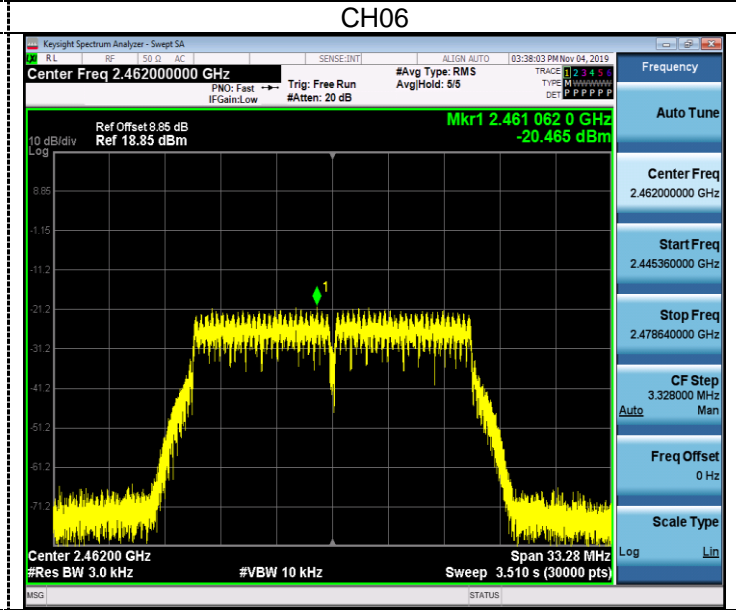 CH06
Keysight Spectrum Analyzer - Swept SA
RL RF 50 Ω AC SENSE:INT ALIGN AUTO 03:38:03 PM Nov 04, 2019
Center Freq 2.462000000 GHz
PNO: Fast
IFGain:Low
Trig: Free Run
#Atten: 20 dB
#Avg Type: RMS
Avg|Hold: 5/5
TRACE 1 2 3 4 5 6
TYPE M WWWWW
DET P P P P P P
Frequency
Auto Tune
Center Freq
2.462000000 GHz
Start Freq
2.445360000 GHz
Stop Freq
2.478640000 GHz
CF Step
3.328000 MHz
Auto Man
Freq Offset
0 Hz
Scale Type
Log Lin
Mkr1 2.461 062 0 GHz
-20.465 dBm
Ref Offset 8.85 dB
10 dB/div Ref 18.85 dBm
Log
8.85
-1.15
-11.2
-21.2
-31.2
-41.2
-51.2
-61.2
-71.2
1
Center 2.46200 GHz Span 33.28 MHz
#Res BW 3.0 kHz #VBW 10 kHz Sweep 3.510 s (30000 pts)
MSG STATUS